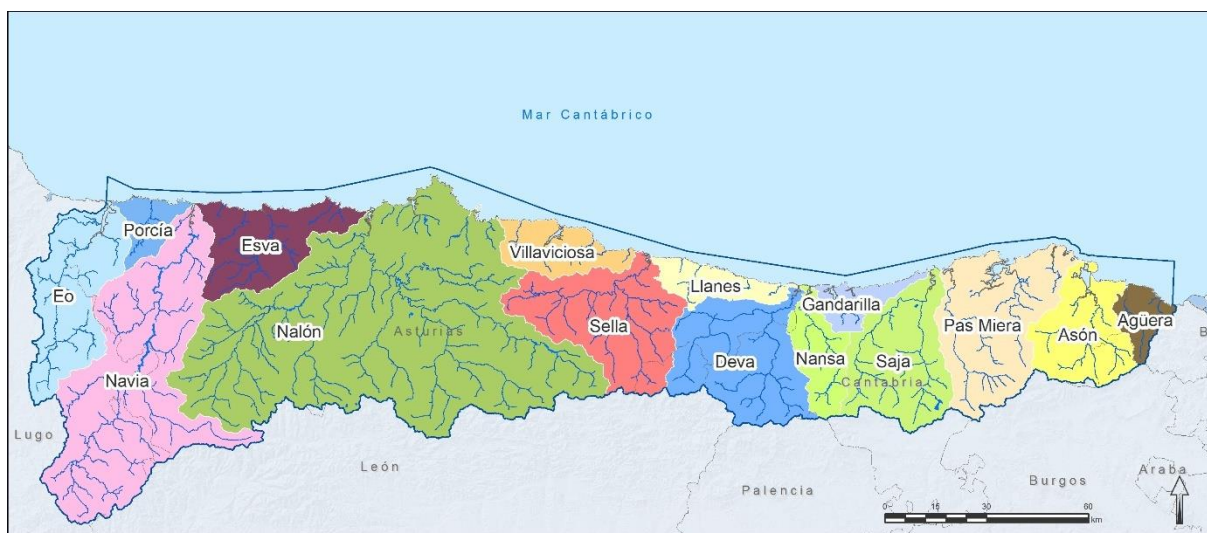 Mar Cantábrico
Porcía
Esva
Villaviciosa
Eo
Llanes
Gandarilla
Nalón
Asturias
Sella
Pas Miera
Asón
Agüera
B
Deva
Nansa
Saja
Navia
Cantabria
Lugo
León
Palencia
Burgos
Araba
0 15 30 60
km